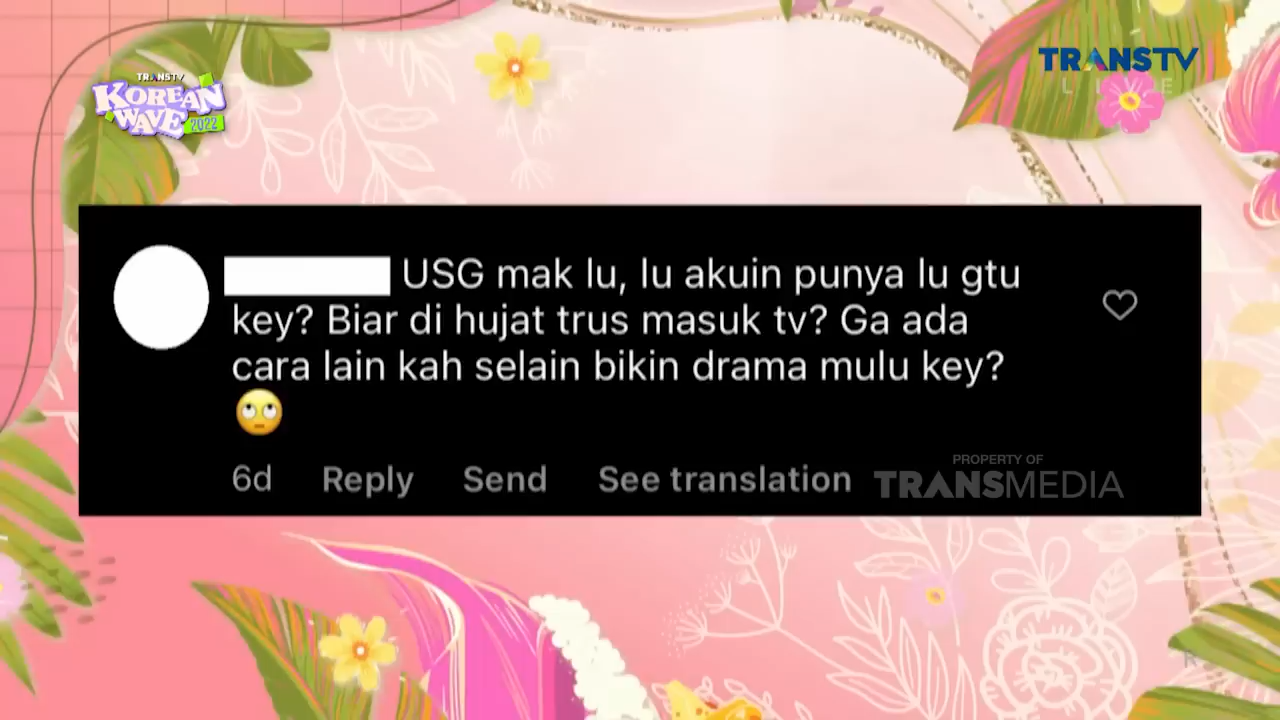 TRANSTV
KOREAN
WAVE 2022
TRANSTV
LIVE
USG mak lu, lu akuin punya lu gtu
key? Biar di hujat trus masuk tv? Ga ada
cara lain kah selain bikin drama mulu key?
🙄
6d Reply Send See translation
PROPERTY OF
TRANSMEDIA